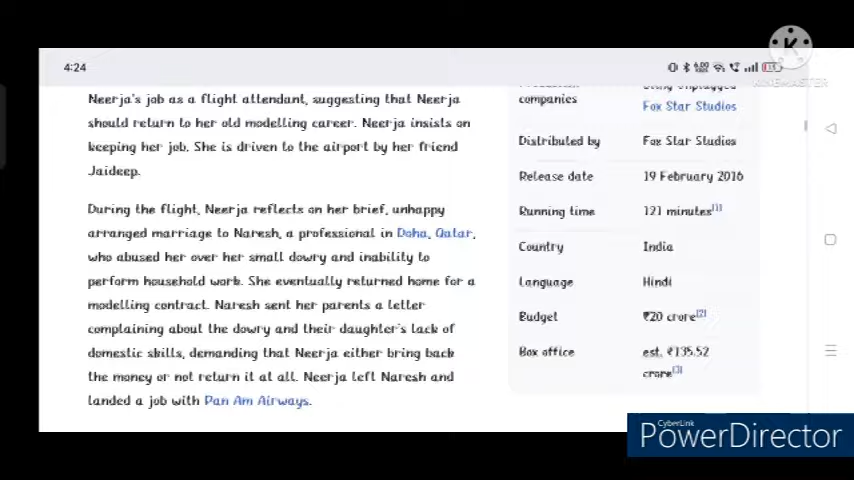 4:24
KINEMASTER
Neerja's job as a flight attendant, suggesting that Neerja
should return to her old modelling career. Neerja insists on
keeping her job. She is driven to the airport by her friend
Jaideep.
During the flight, Neerja reflects on her brief, unhappy
arranged marriage to Naresh, a professional in Doha, Qatar,
who abused her over her small dowry and inability to
perform household work. She eventually returned home for a
modelling contract. Naresh sent her parents a letter
complaining about the dowry and their daughter's lack of
domestic skills, demanding that Neerja either bring back
the money or not return it at all. Neerja left Naresh and
landed a job with Pan Am Airways.
companies
Fox Star Studios
Distributed by Fox Star Studios
Release date 19 February 2016
Running time 121 minutes[1]
Country India
Language Hindi
Budget ₹20 crore[2]
Box office est. ₹135.52
crore[3]
CyberLink
PowerDirector